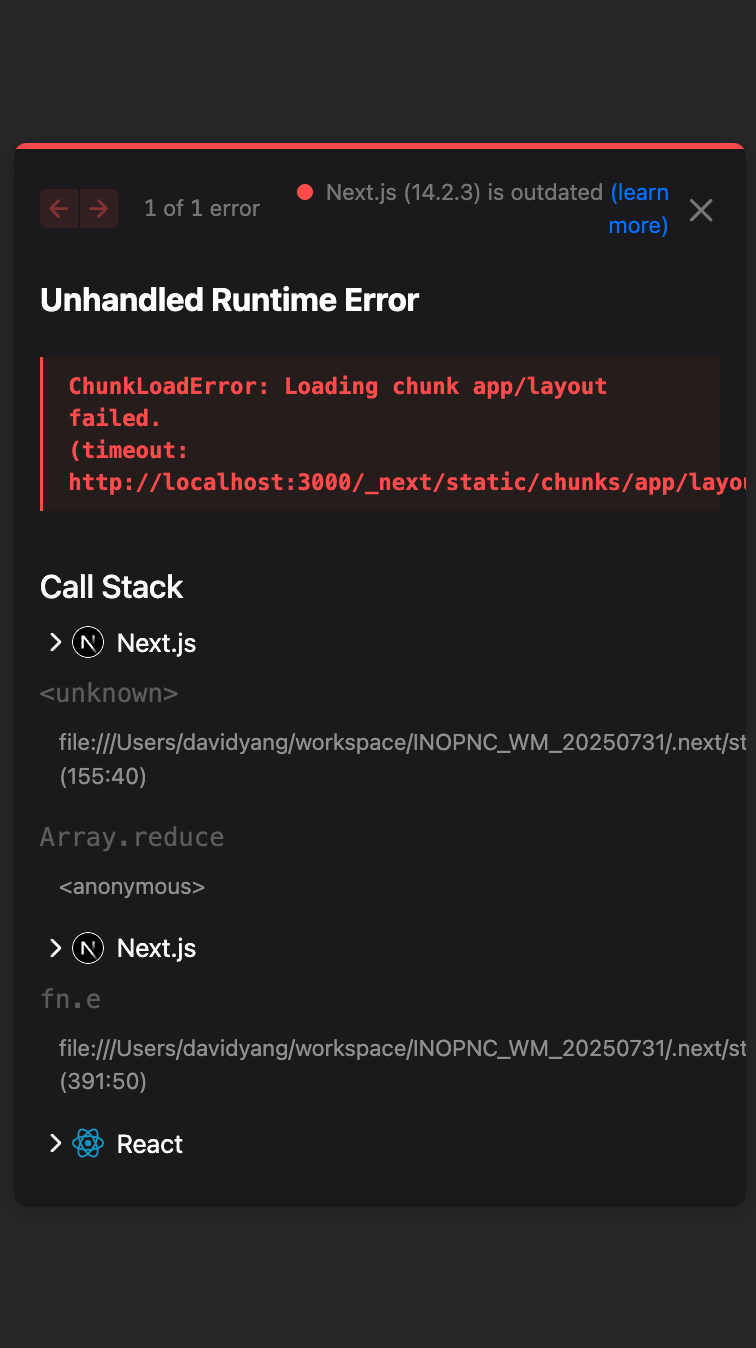 1 of 1 error
Next.js (14.2.3) is outdated (learn
more)
Unhandled Runtime Error
ChunkLoadError: Loading chunk app/layout
failed.
(timeout:
http://localhost:3000/_next/static/chunks/app/layou
Call Stack
Next.js
<unknown>
file:///Users/davidyang/workspace/INOPNC_WM_20250731/.next/st
(155:40)
Array.reduce
<anonymous>
Next.js
fn.e
file:///Users/davidyang/workspace/INOPNC_WM_20250731/.next/st
(391:50)
React